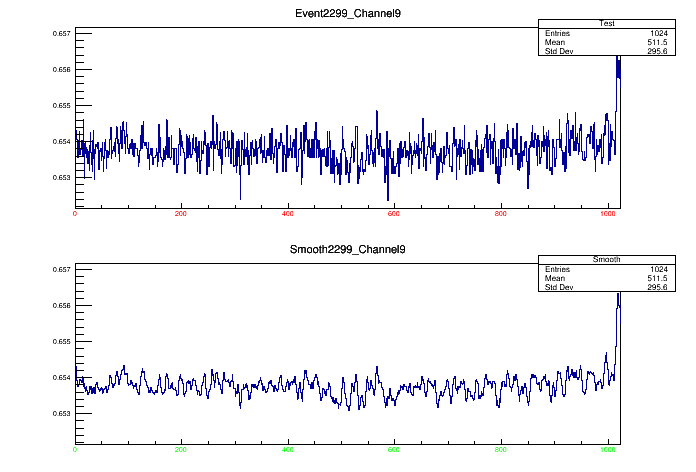 Event2299_Channel9
Test
Entries 1024
Mean 511.5
Std Dev 295.6
0.657
0.656
0.655
0.654
0.653
0 200 400 600 800 1000
Smooth2299_Channel9
Smooth
Entries 1024
Mean 511.5
Std Dev 295.6
0.657
0.656
0.655
0.654
0.653
0 200 400 600 800 1000